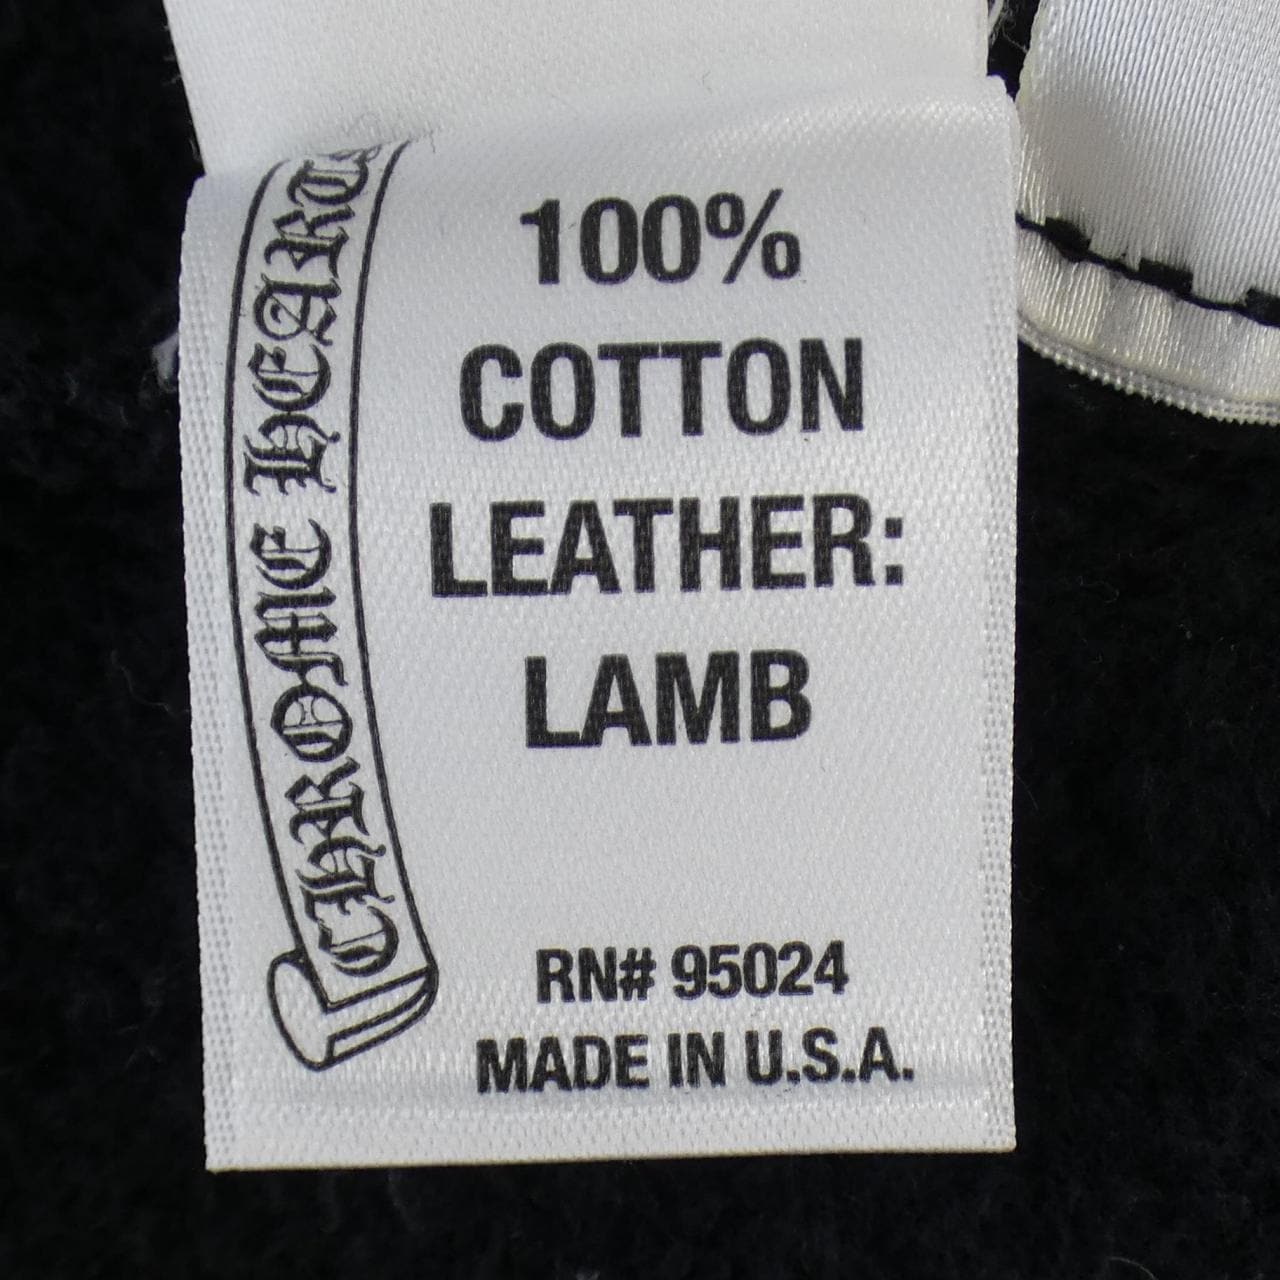 CHROME HEARTS
100%
COTTON
LEATHER:
LAMB
RN# 95024
MADE IN U.S.A.